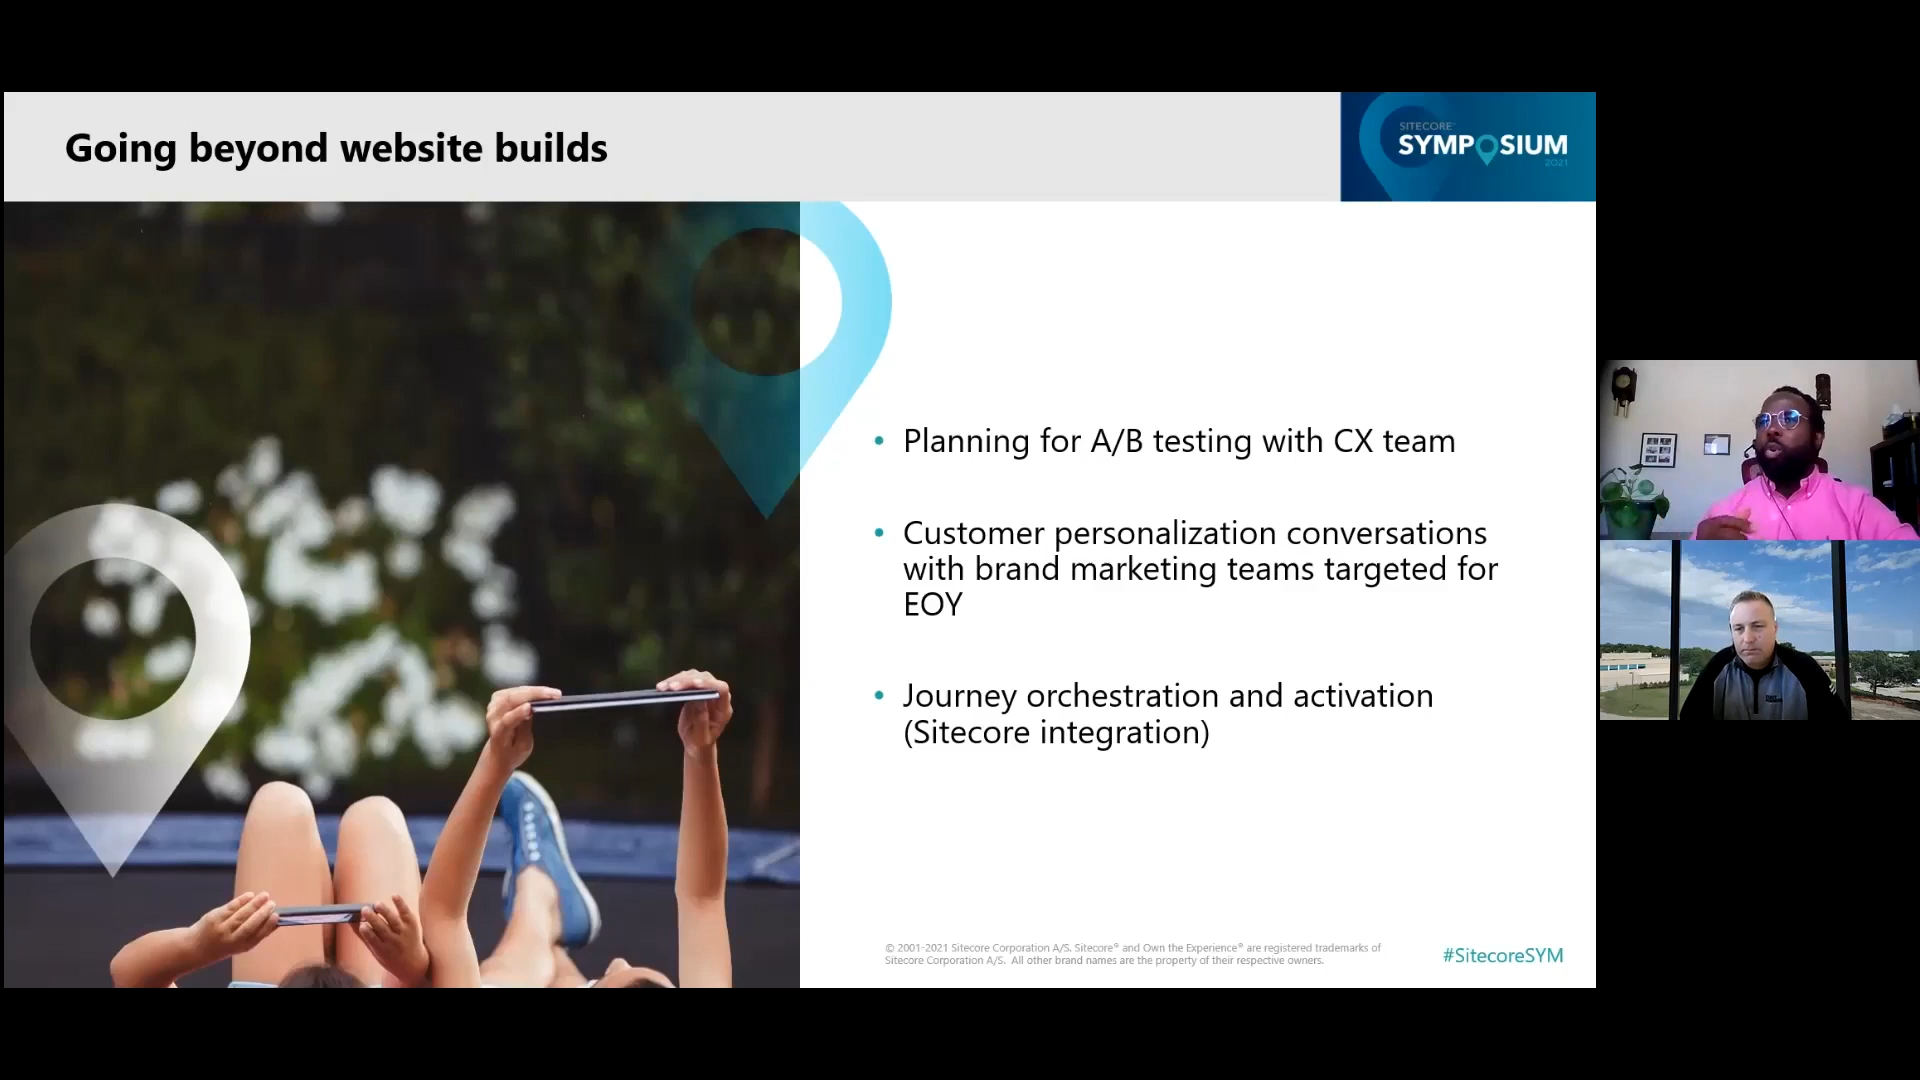 Going beyond website builds
SITECORE
SYMPOSIUM
2021
• Planning for A/B testing with CX team
• Customer personalization conversations
with brand marketing teams targeted for
EOY
• Journey orchestration and activation
(Sitecore integration)
© 2001-2021 Sitecore Corporation A/S. Sitecore® and Own the Experience® are registered trademarks of
Sitecore Corporation A/S. All other brand names are the property of their respective owners.
#SitecoreSYM